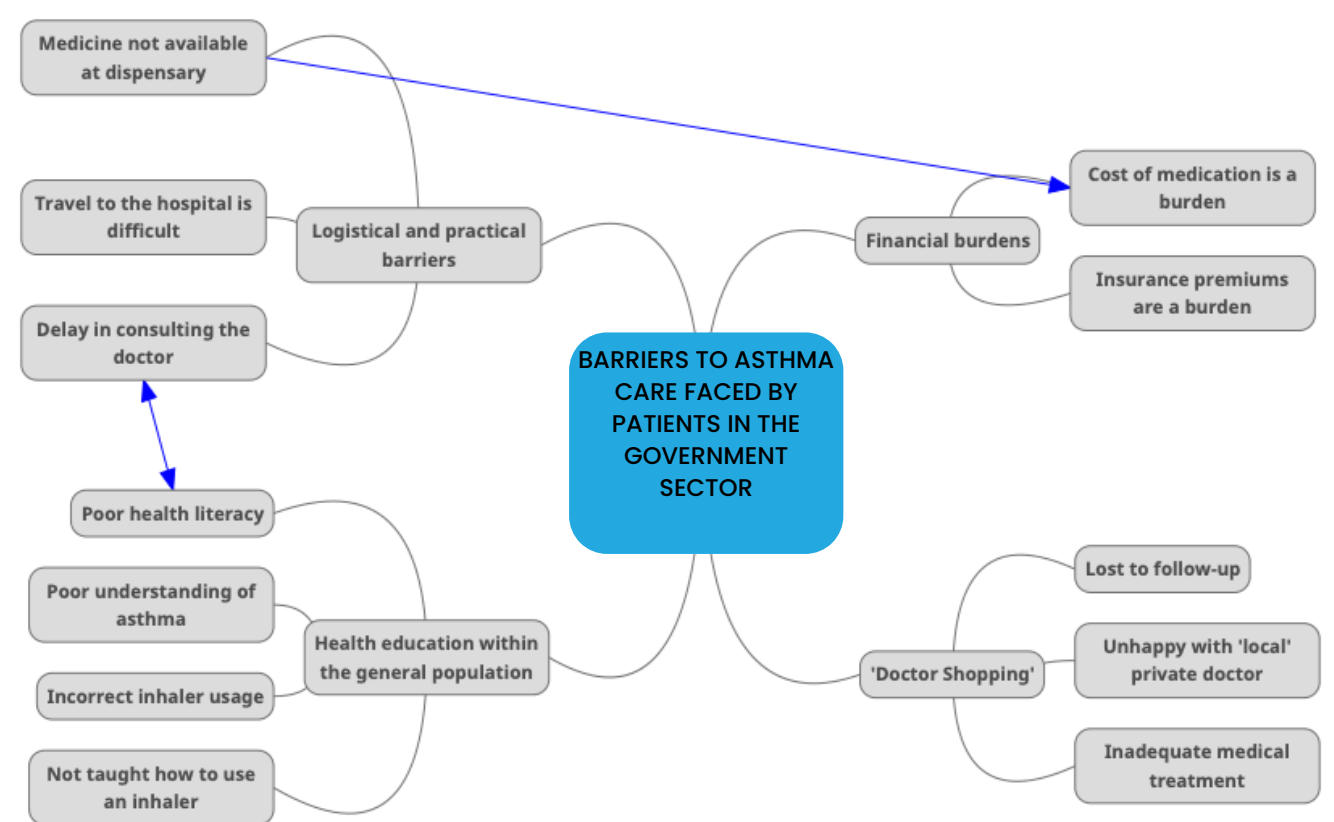 Medicine not available
at dispensary
Travel to the hospital is
difficult
Logistical and practical
barriers
Delay in consulting the
doctor
Cost of medication is a
burden
Financial burdens
Insurance premiums
are a burden
BARRIERS TO ASTHMA
CARE FACED BY
PATIENTS IN THE
GOVERNMENT
SECTOR
Poor health literacy
Poor understanding of
asthma
Health education within
the general population
Incorrect inhaler usage
Not taught how to use
an inhaler
Lost to follow-up
Unhappy with 'local'
private doctor
'Doctor Shopping'
Inadequate medical
treatment